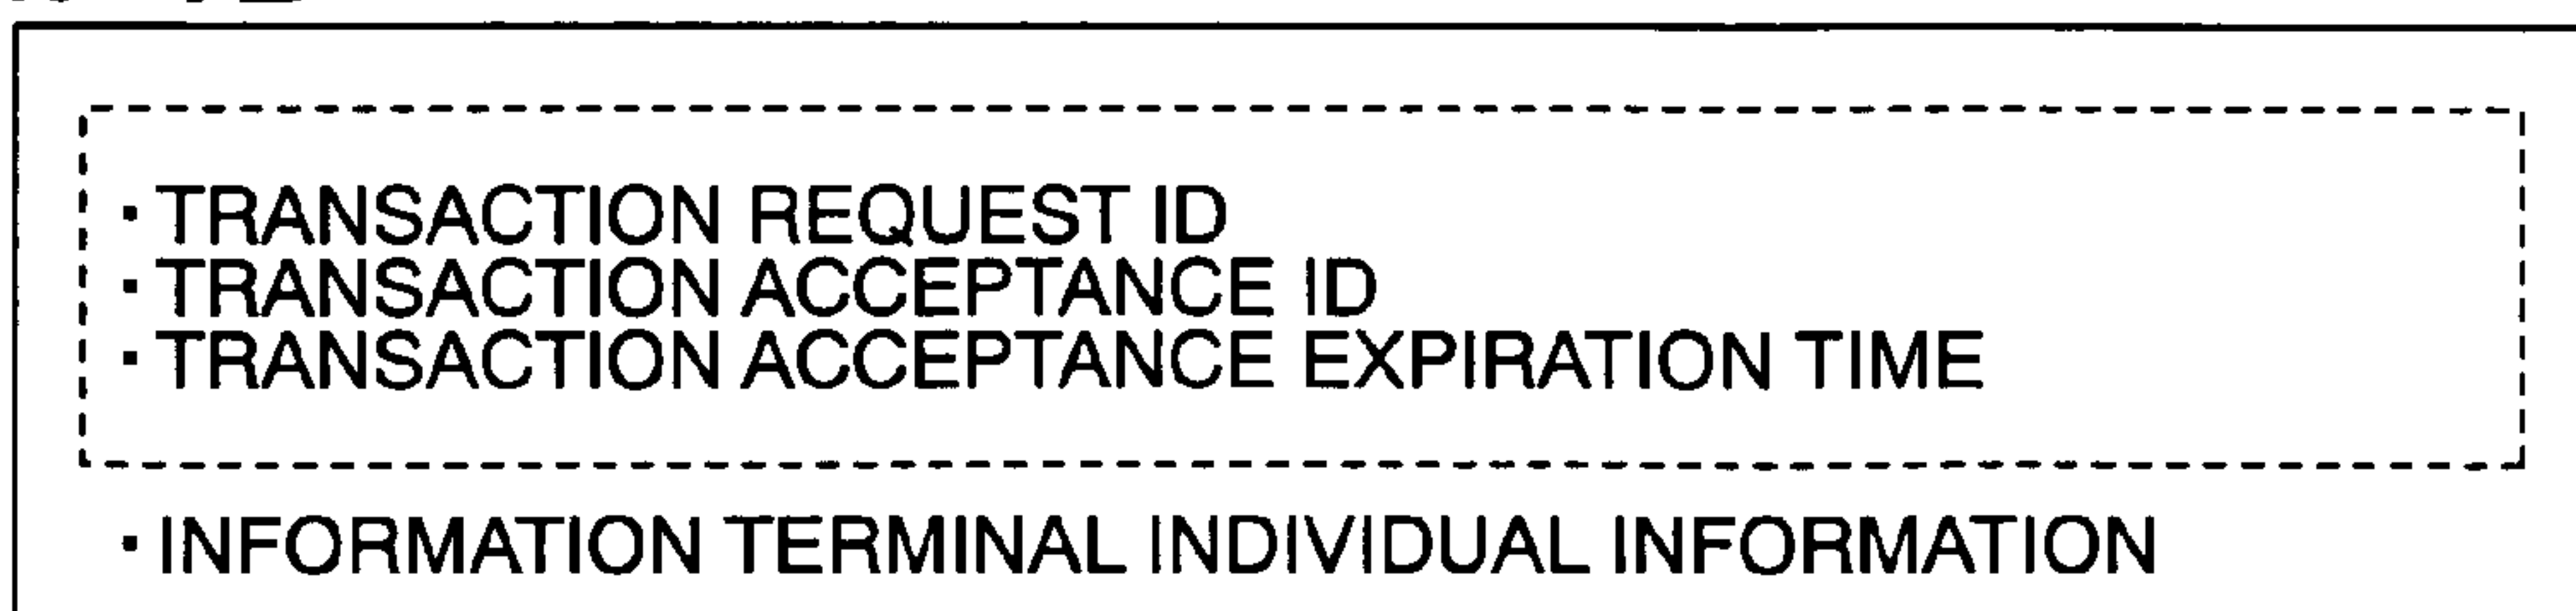 · TRANSACTION REQUEST ID
· TRANSACTION ACCEPTANCE ID
· TRANSACTION ACCEPTANCE EXPIRATION TIME
· INFORMATION TERMINAL INDIVIDUAL INFORMATION